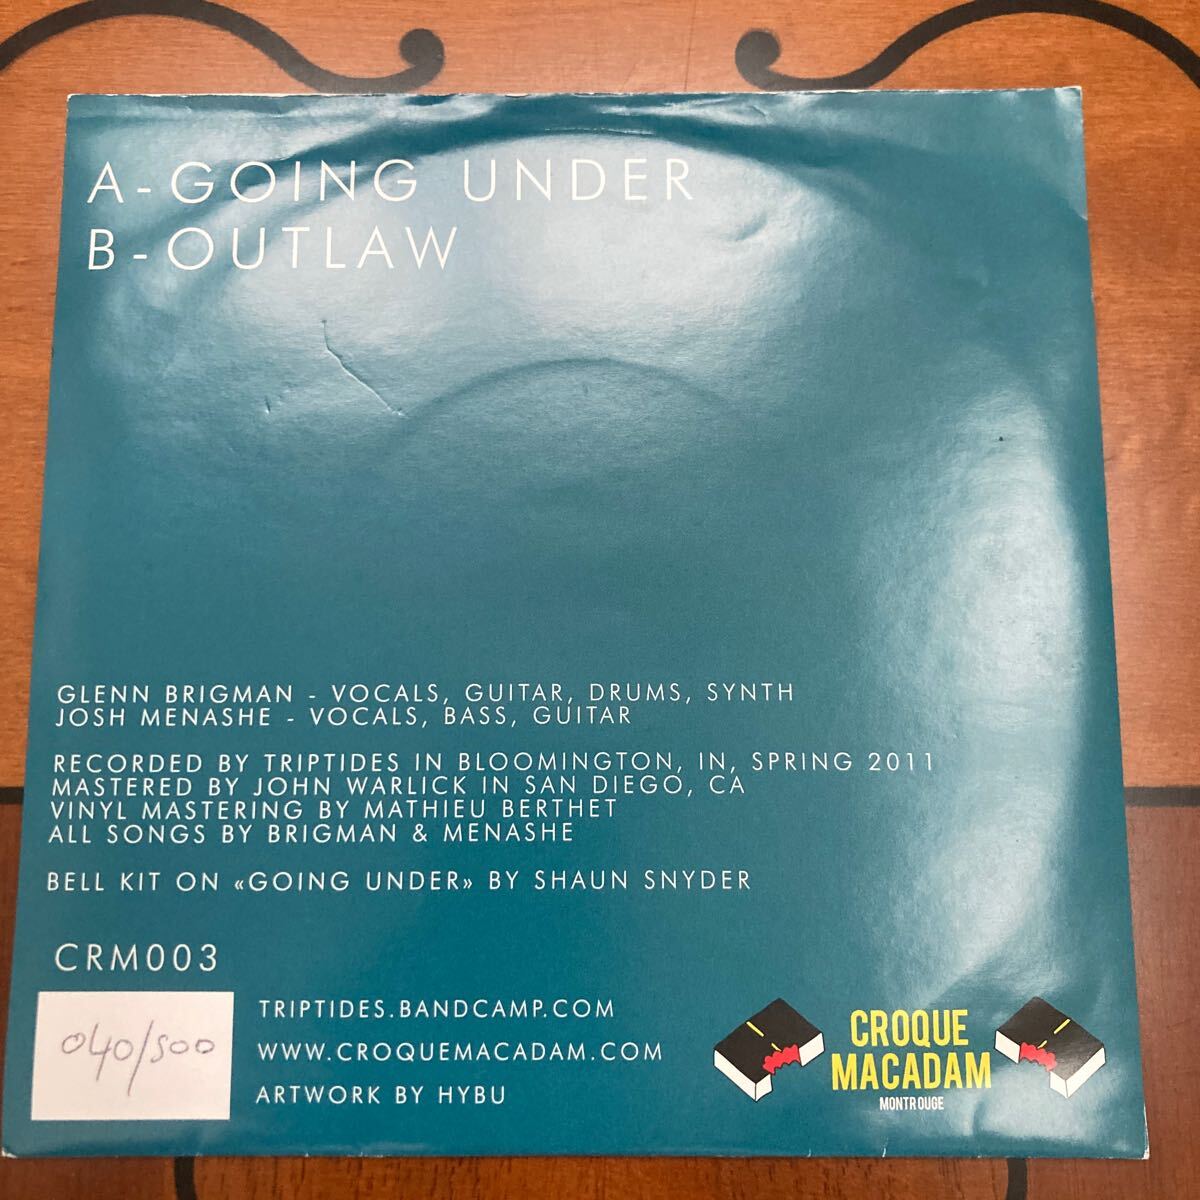 A-GOING UNDER
B-OUTLAW
GLENN BRIGMAN - VOCALS, GUITAR, DRUMS, SYNTH
JOSH MENASHE - VOCALS, BASS, GUITAR
RECORDED BY TRIPTIDES IN BLOOMINGTON, IN, SPRING 2011
MASTERED BY JOHN WARLICK IN SAN DIEGO, CA
VINYL MASTERING BY MATHIEU BERTHET
ALL SONGS BY BRIGMAN & MENASHE
BELL KIT ON «GOING UNDER» BY SHAUN SNYDER
CRM003
040/500
TRIPTIDES.BANDCAMP.COM
WWW.CROQUEMACADAM.COM
ARTWORK BY HYBU
CROQUE
MACADAM
MONTROUGE